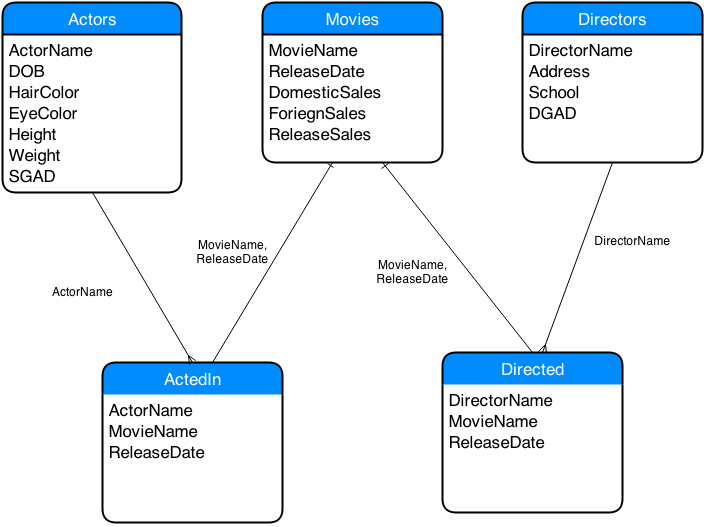 Actors
ActorName
DOB
HairColor
EyeColor
Height
Weight
SGAD
Movies
MovieName
ReleaseDate
DomesticSales
ForiegnSales
ReleaseSales
Directors
DirectorName
Address
School
DGAD
MovieName,
ReleaseDate
ActorName
MovieName,
ReleaseDate
DirectorName
ActedIn
ActorName
MovieName
ReleaseDate
Directed
DirectorName
MovieName
ReleaseDate